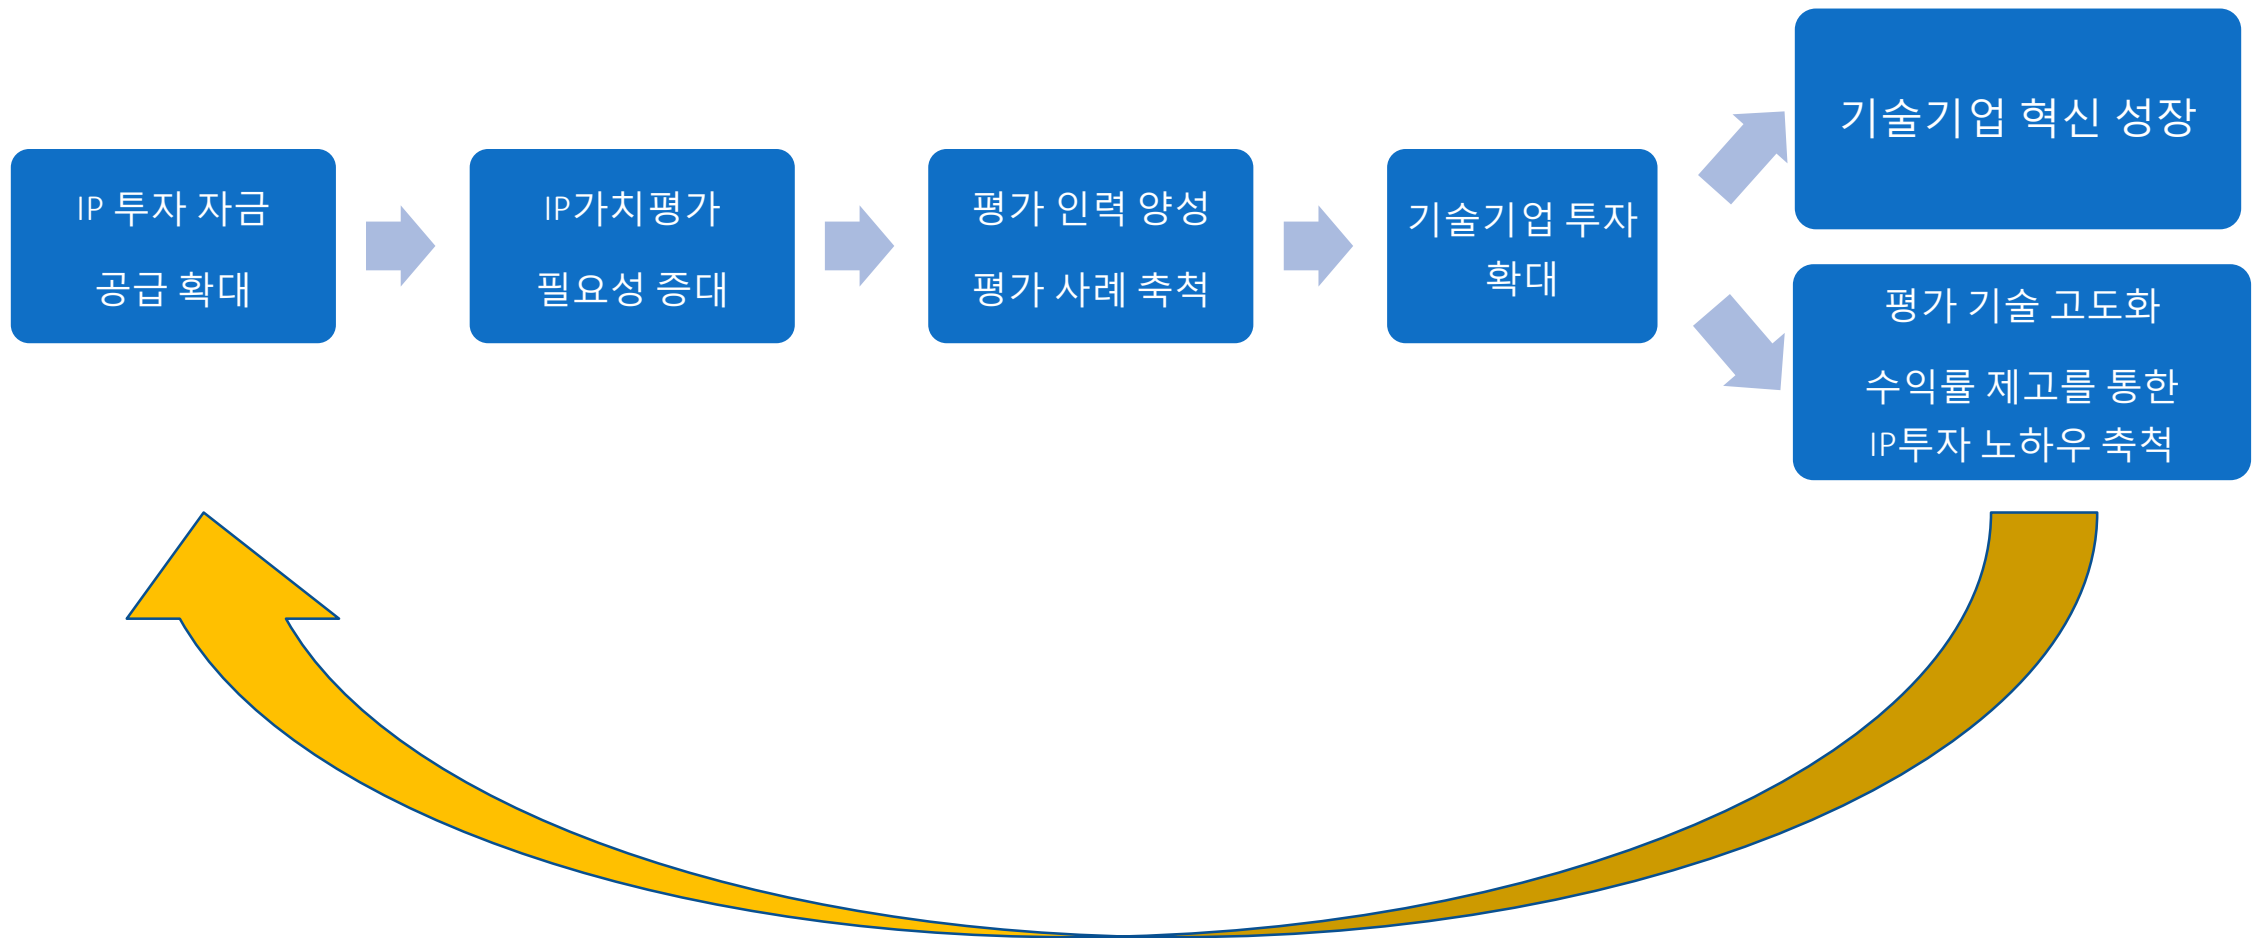 IP 투자 자금
공급 확대
IP가치평가
필요성 증대
평가 인력 양성
평가 사례 축척
기술기업 투자
확대
기술기업 혁신 성장
평가 기술 고도화
수익률 제고를 통한
IP투자 노하우 축척